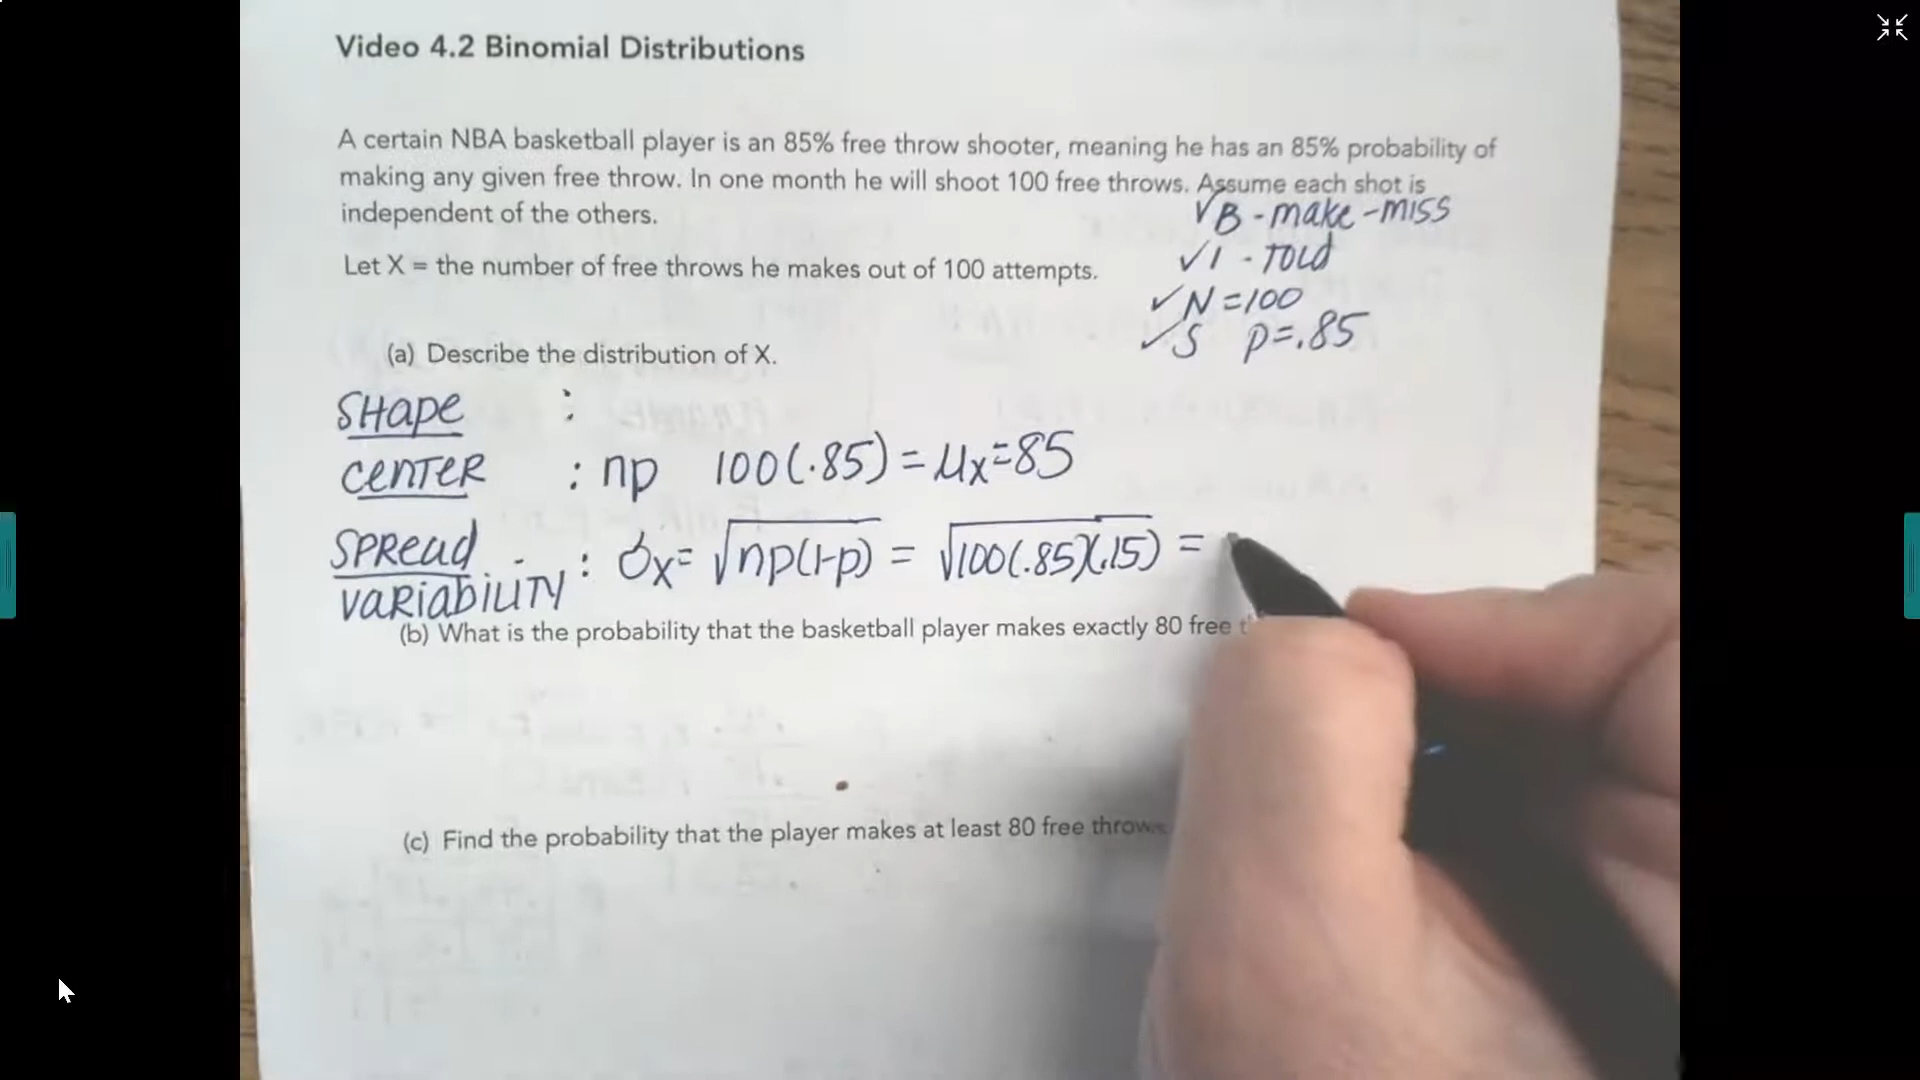 Video 4.2 Binomial Distributions
A certain NBA basketball player is an 85% free throw shooter, meaning he has an 85% probability of
making any given free throw. In one month he will shoot 100 free throws. Assume each shot is
independent of the others.
✓B - make - miss
Let X = the number of free throws he makes out of 100 attempts.
✓I - TOLD
✓N = 100
✓S p = .85
(a) Describe the distribution of X.
SHAPE :
CENTER : np 100(.85) = μx = 85
SPREAD
VARIABILITY : σx = √np(1-p) = √100(.85)(.15) =
(b) What is the probability that the basketball player makes exactly 80 free
(c) Find the probability that the player makes at least 80 free throws